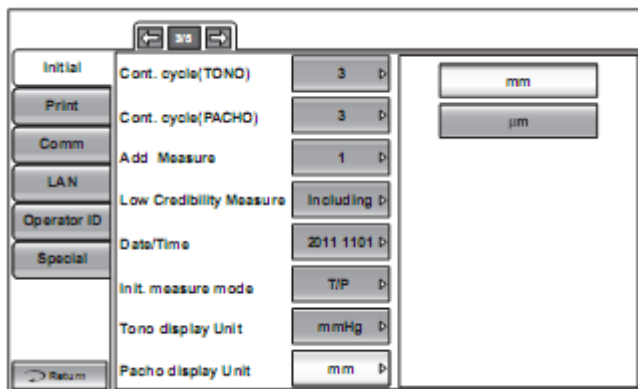 3/5
Initial
Print
Comm
LAN
Operator ID
Special
Return
Cont. cycle(TONO) 3
Cont. cycle(PACHO) 3
Add Measure 1
Low Credibility Measure Including
Date/Time 2011 1101
Init. measure mode T/P
Tono display Unit mmHg
Pacho display Unit mm
mm
µm